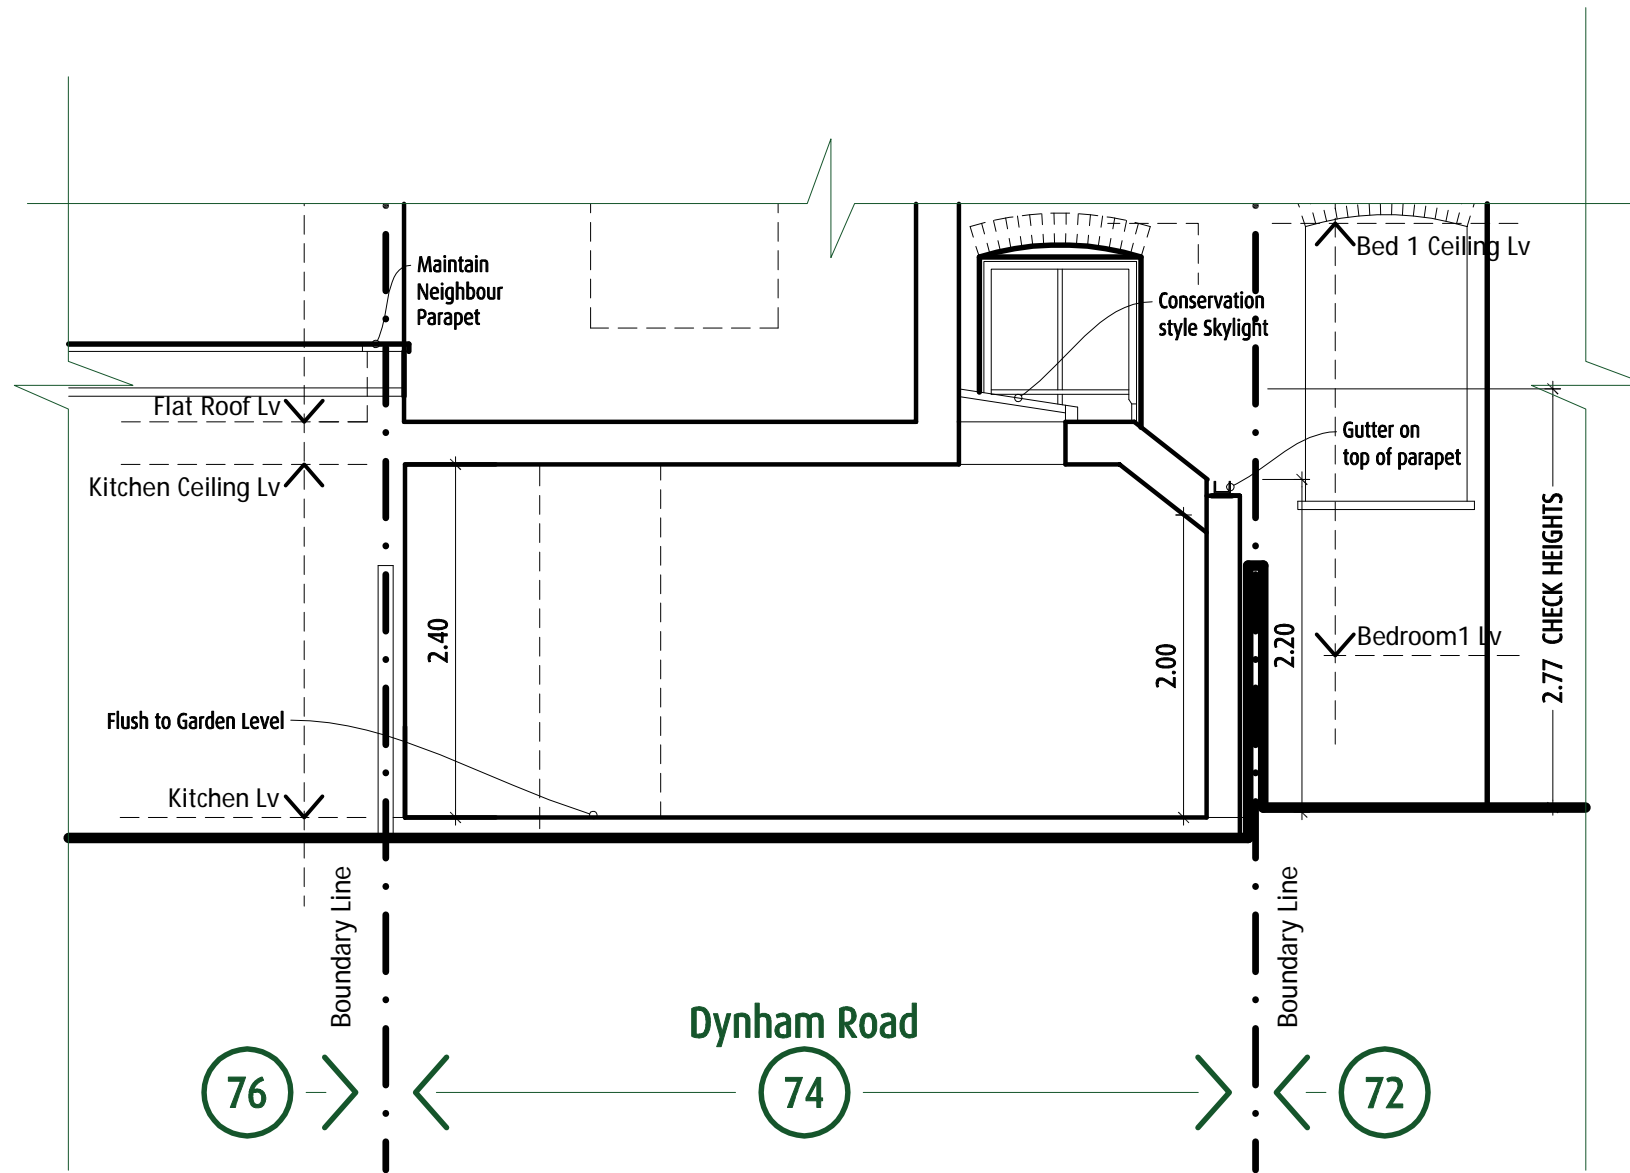 Bed 1 Ceiling Lv
Maintain
Neighbour
Parapet
Conservation
style Skylight
Flat Roof Lv
Gutter on
top of parapet
Kitchen Ceiling Lv
2.77 CHECK HEIGHTS
2.40
2.00
2.20
Bedroom1 Lv
Flush to Garden Level
Kitchen Lv
Boundary Line
Boundary Line
Dynham Road
76
74
72